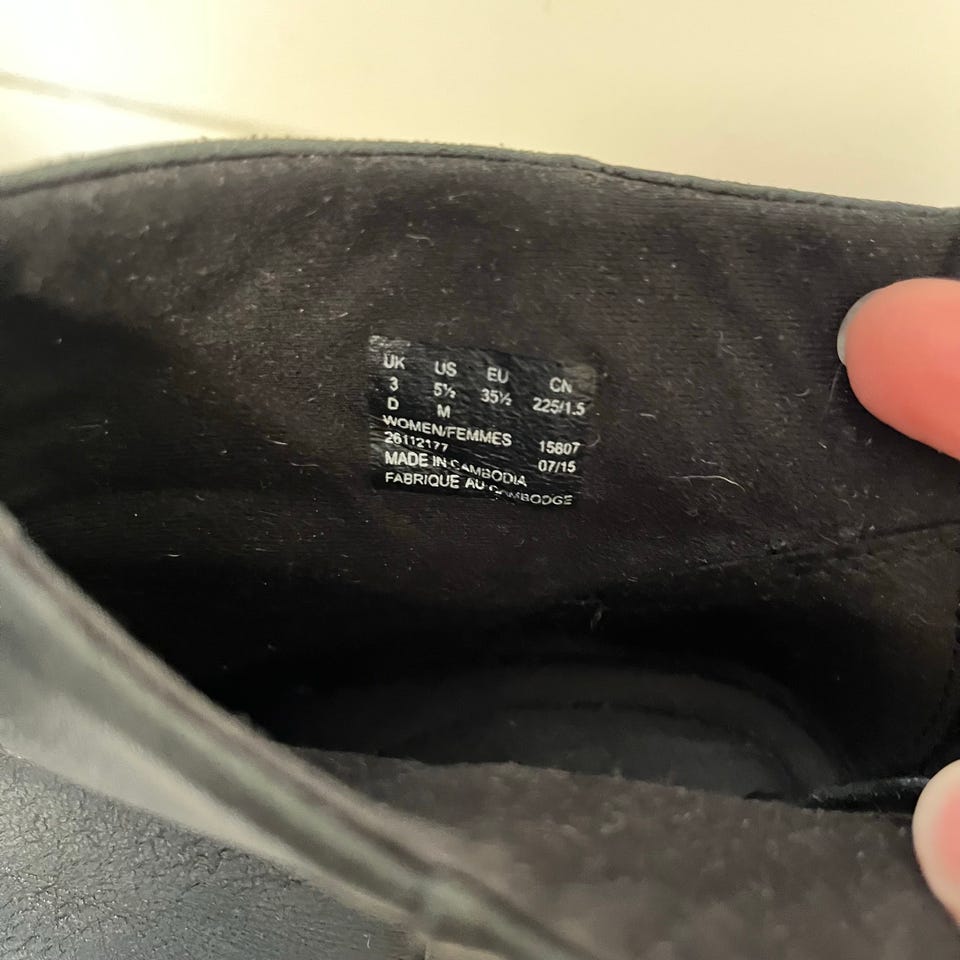 UK US EU CN
3 5½ 35½ 225/1.5
D M
WOMEN/FEMMES 15807
26112177 07/15
MADE IN CAMBODIA
FABRIQUE AU CAMBODGE